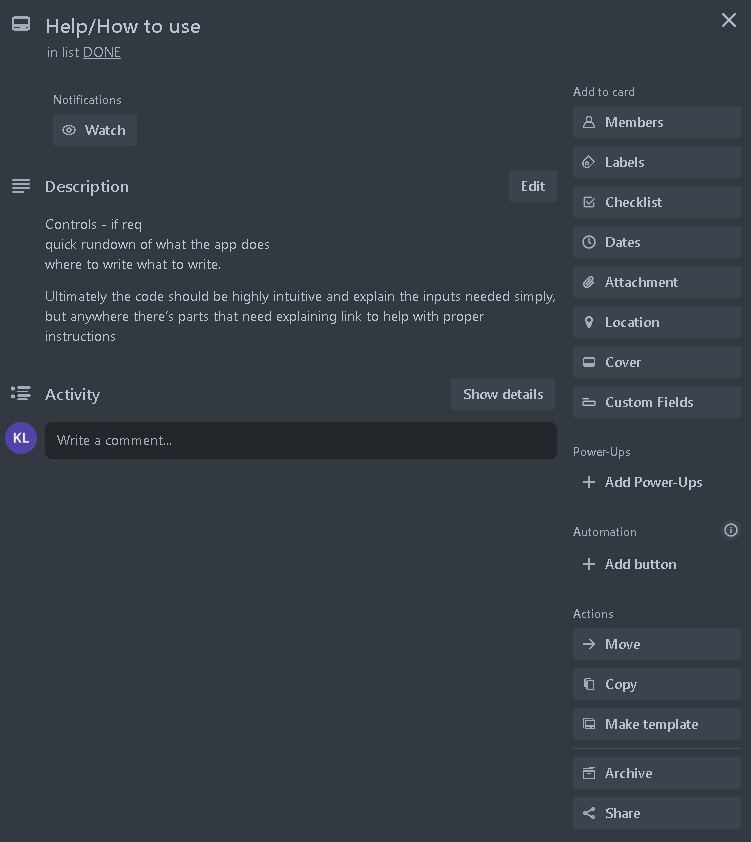 Help/How to use
in list DONE
Notifications
Watch
Description
Edit
Controls - if req
quick rundown of what the app does
where to write what to write.
Ultimately the code should be highly intuitive and explain the inputs needed simply,
but anywhere there's parts that need explaining link to help with proper
instructions
Activity
Show details
KL
Write a comment...
Add to card
Members
Labels
Checklist
Dates
Attachment
Location
Cover
Custom Fields
Power-Ups
Add Power-Ups
Automation
Add button
Actions
Move
Copy
Make template
Archive
Share